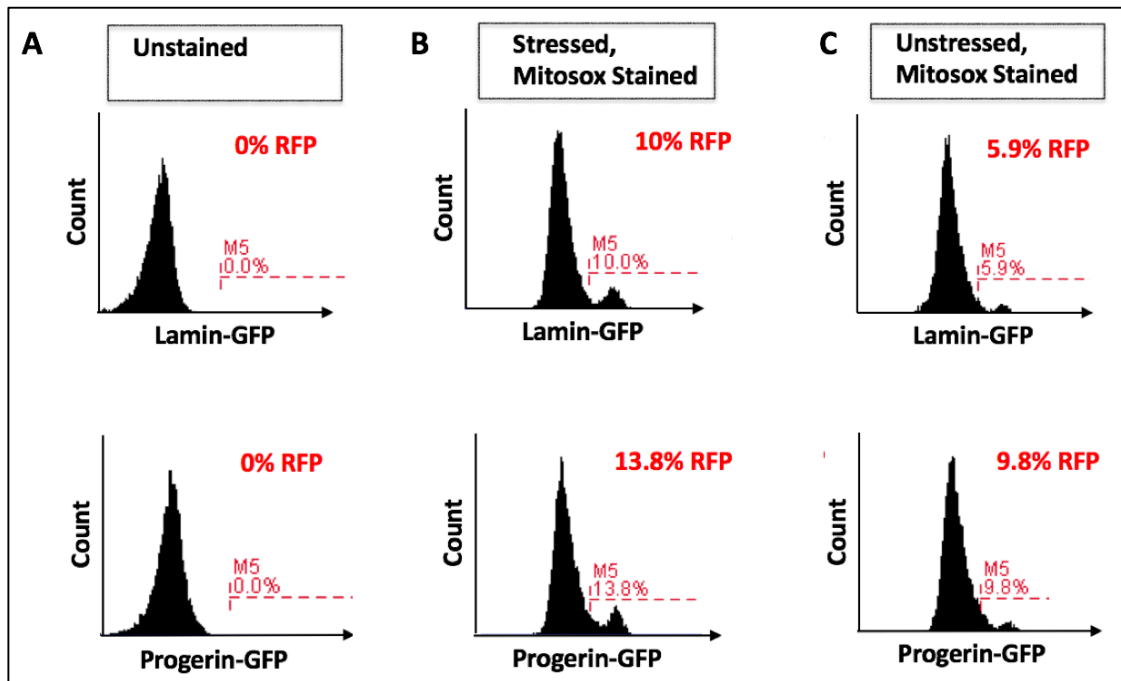 A
Unstained
0% RFP
M5
0.0%
Count
Lamin-GFP
B
Stressed,
Mitosox Stained
10% RFP
M5
10.0%
Count
Lamin-GFP
C
Unstressed,
Mitosox Stained
5.9% RFP
M5
5.9%
Count
Lamin-GFP
0% RFP
M5
0.0%
Count
Progerin-GFP
13.8% RFP
M5
13.8%
Count
Progerin-GFP
9.8% RFP
M5
9.8%
Count
Progerin-GFP